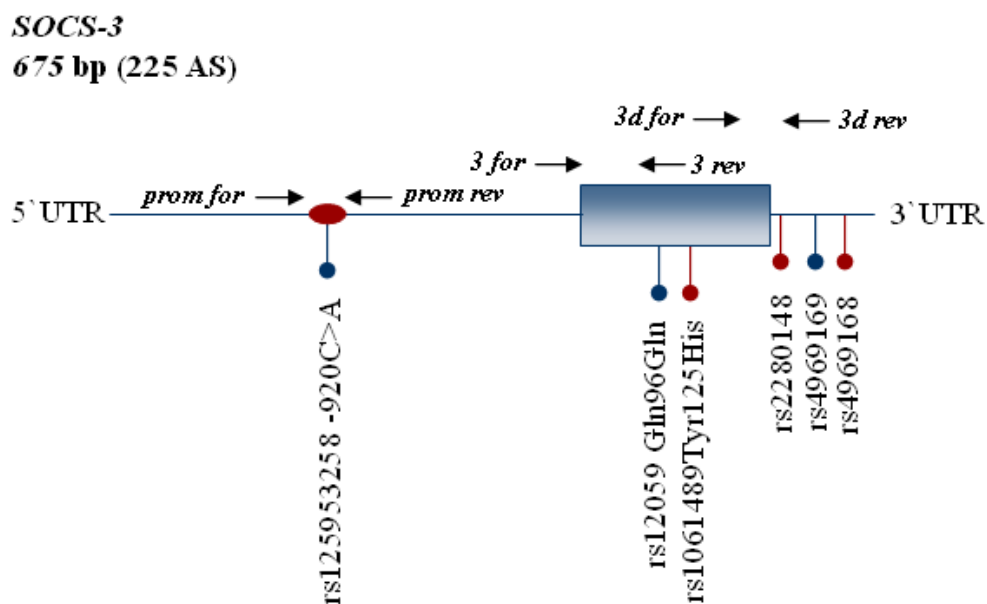 SOCS-3
675 bp (225 AS)
3d for
3d rev
3 for
3 rev
prom for
prom rev
5`UTR
3`UTR
rs125953258 -920C>A
rs12059 Gln96Gln
rs1061489Tyr125His
rs2280148
rs4969169
rs4969168